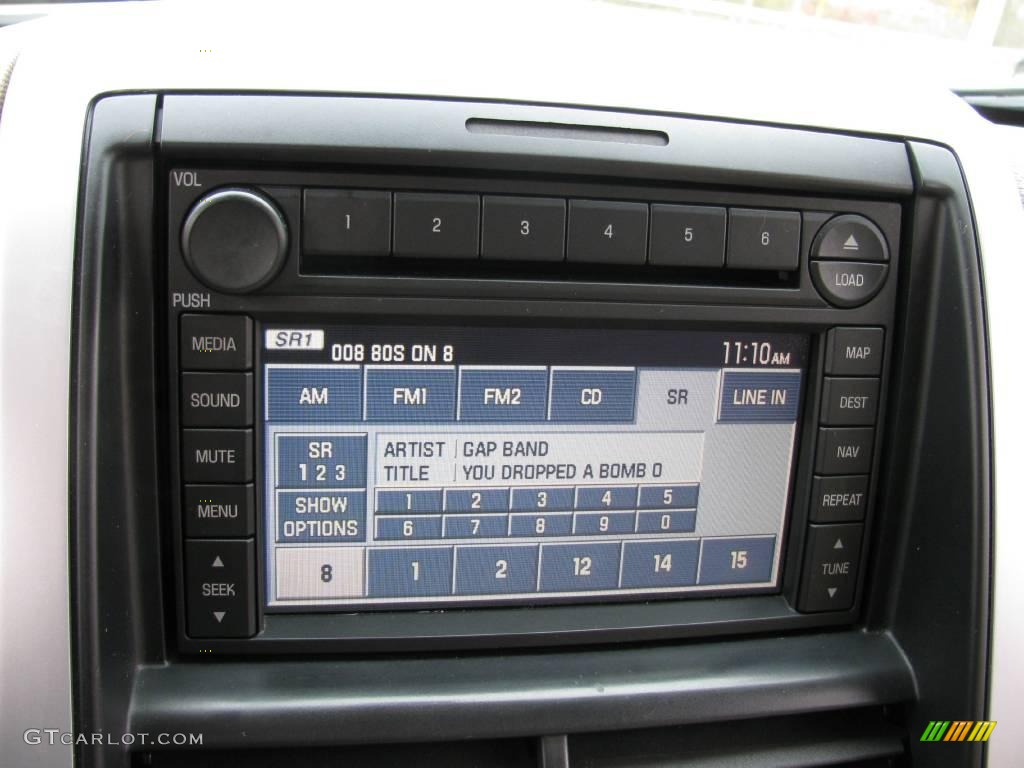 VOL
1 2 3 4 5 6
LOAD
PUSH
MEDIA
SOUND
MUTE
MENU
SEEK
SR1
008 80S ON 8
11:10AM
AM FM1 FM2 CD SR LINE IN
SR
1 2 3
ARTIST GAP BAND
TITLE YOU DROPPED A BOMB O
SHOW
OPTIONS
1 2 3 4 5
6 7 8 9 0
8 1 2 12 14 15
MAP
DEST
NAV
REPEAT
TUNE
GTCARLOT.COM